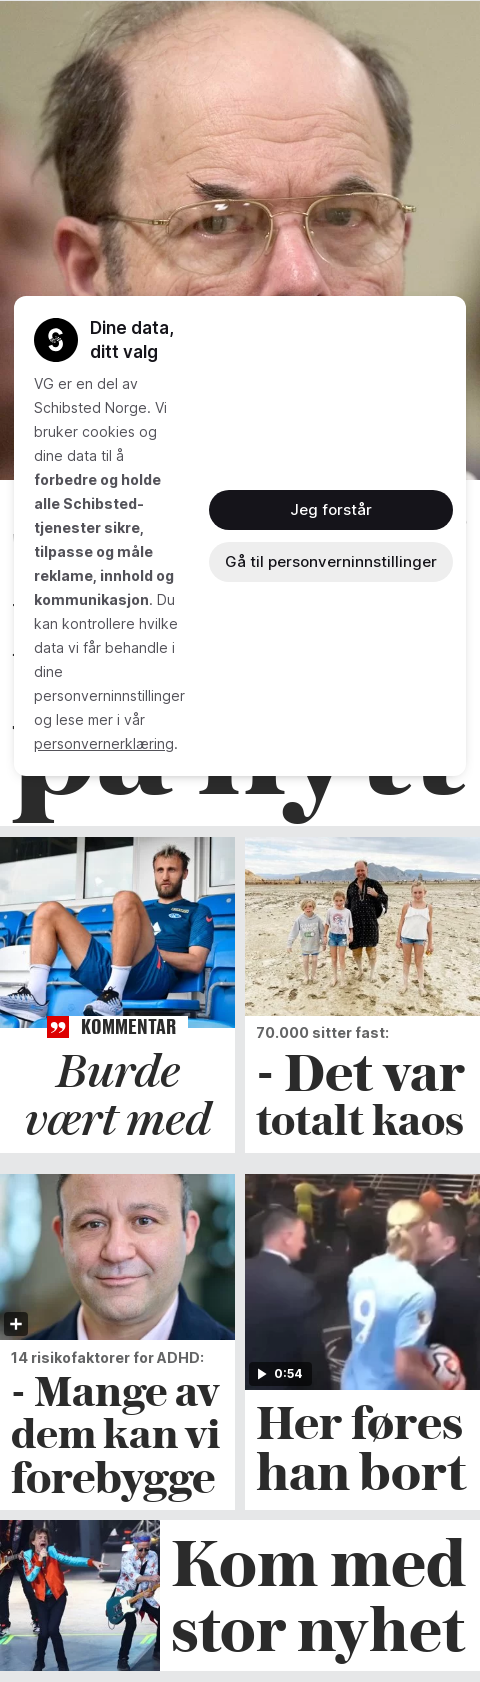 Dine data,
ditt valg
VG er en del av
Schibsted Norge. Vi
bruker cookies og
dine data til å
forbedre og holde
alle Schibsted-
tjenester sikre,
tilpasse og måle
reklame, innhold og
kommunikasjon. Du
kan kontrollere hvilke
data vi får behandle i
dine
personverninnstillinger
og lese mer i vår
personvernerklæring.
Jeg forstår
Gå til personverninnstillinger
på nytt
KOMMENTAR
Burde
vært med
70.000 sitter fast:
- Det var
totalt kaos
14 risikofaktorer for ADHD:
- Mange av
dem kan vi
forebygge
9
0:54
Her føres
han bort
Kom med
stor nyhet